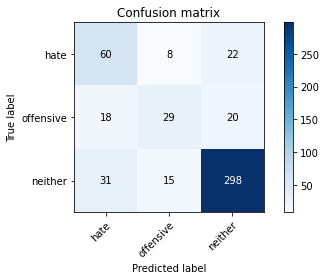 Confusion matrix
hate 60 8 22
offensive 18 29 20
neither 31 15 298
hate offensive neither
Predicted label
True label
250
200
150
100
50